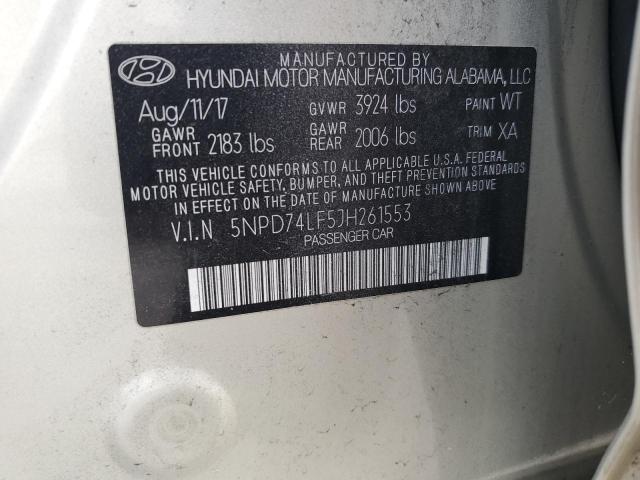 MANUFACTURED BY
HYUNDAI MOTOR MANUFACTURING ALABAMA, LLC
Aug/11/17 GVWR 3924 lbs PAINT WT
GAWR FRONT 2183 lbs GAWR REAR 2006 lbs TRIM XA
THIS VEHICLE CONFORMS TO ALL APPLICABLE U.S.A. FEDERAL
MOTOR VEHICLE SAFETY, BUMPER, AND THEFT PREVENTION STANDARDS
IN EFFECT ON THE DATE OF MANUFACTURE SHOWN ABOVE.
V.I.N 5NPD74LF5JH261553
PASSENGER CAR